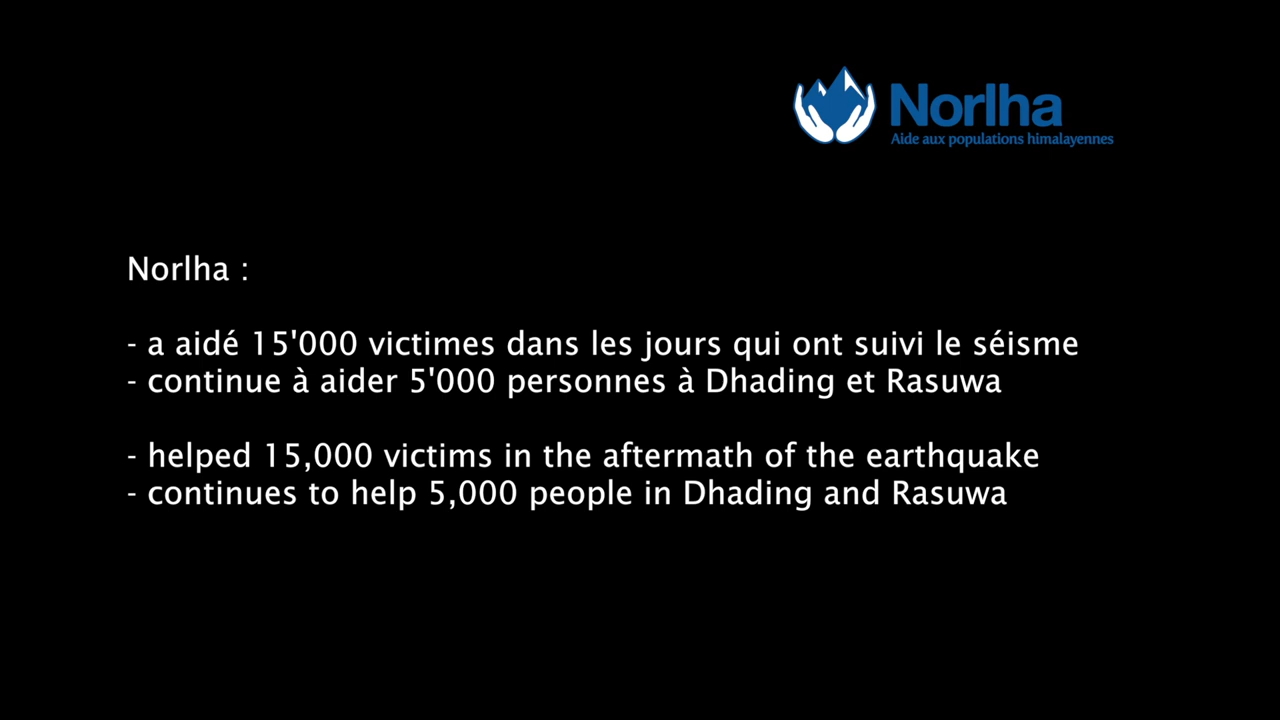 Norlha
Aide aux populations himalayennes
Norlha :
- a aidé 15'000 victimes dans les jours qui ont suivi le séisme
- continue à aider 5'000 personnes à Dhading et Rasuwa
- helped 15,000 victims in the aftermath of the earthquake
- continues to help 5,000 people in Dhading and Rasuwa